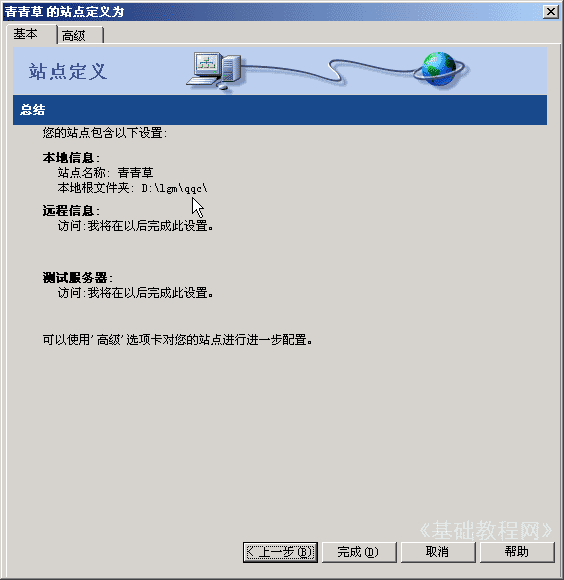 青青草 的站点定义为
基本
高级
站点定义
总结
您的站点包含以下设置:
本地信息:
站点名称: 青青草
本地根文件夹: D:\lgm\qqc\
远程信息:
访问:我将在以后完成此设置。
测试服务器:
访问:我将在以后完成此设置。
可以使用'高级'选项卡对您的站点进行进一步配置。
《基础教程网》
< 上一步(B)
完成(D)
取消
帮助